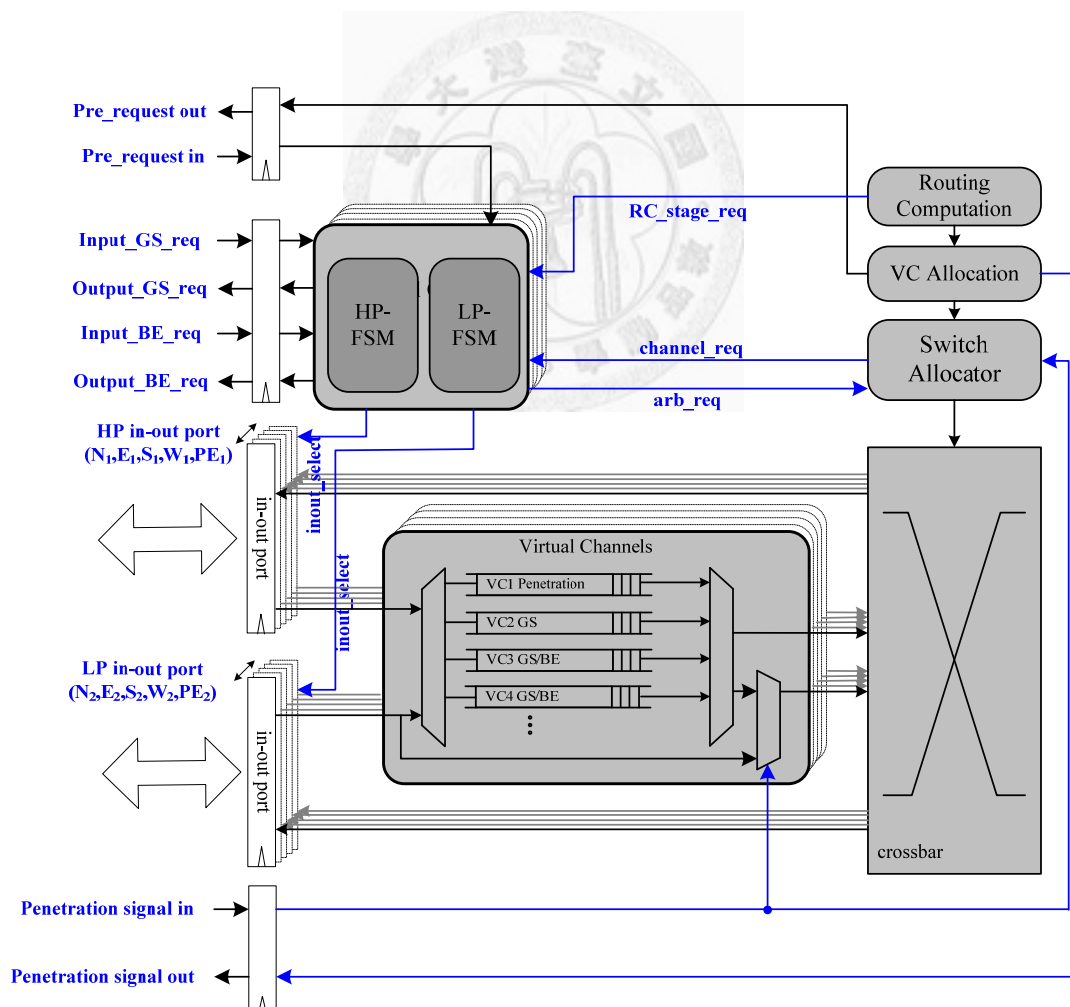 Pre_request out
Pre_request in
Routing
Computation
RC_stage_req
Input_GS_req
VC Allocation
Output_GS_req
HP-
FSM
LP-
FSM
Input_BE_req
Switch
Allocator
channel_req
Output_BE_req
arb_req
HP in-out port
(N1,E1,S1,W1,PE1)
inout_select
in-out port
Virtual Channels
inout_select
VC1 Penetration
VC2 GS
VC3 GS/BE
LP in-out port
(N2,E2,S2,W2,PE2)
VC4 GS/BE
in-out port
crossbar
Penetration signal in
Penetration signal out